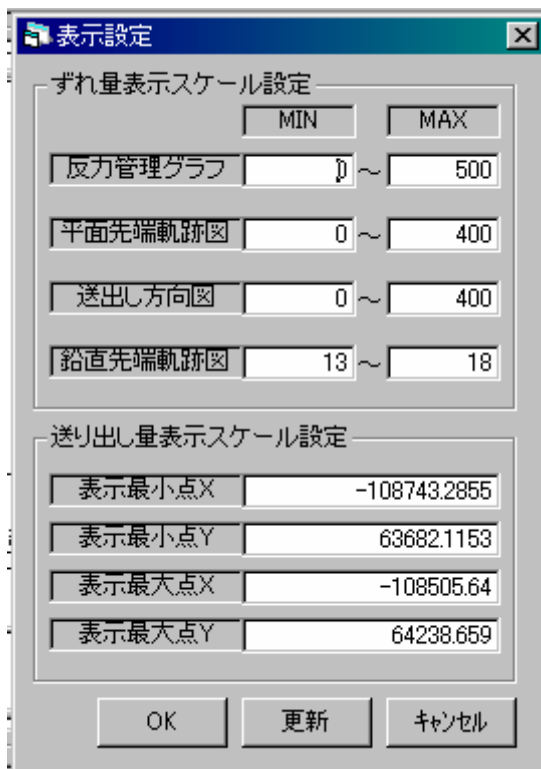 表示設定
ずれ量表示スケール設定
MIN MAX
反力管理グラフ 0 ～ 500
平面先端軌跡図 0 ～ 400
送出し方向図 0 ～ 400
鉛直先端軌跡図 13 ～ 18
送り出し量表示スケール設定
表示最小点X -108743.2855
表示最小点Y 63682.1153
表示最大点X -108505.64
表示最大点Y 64238.659
OK 更新 ｷｬﾝｾﾙ